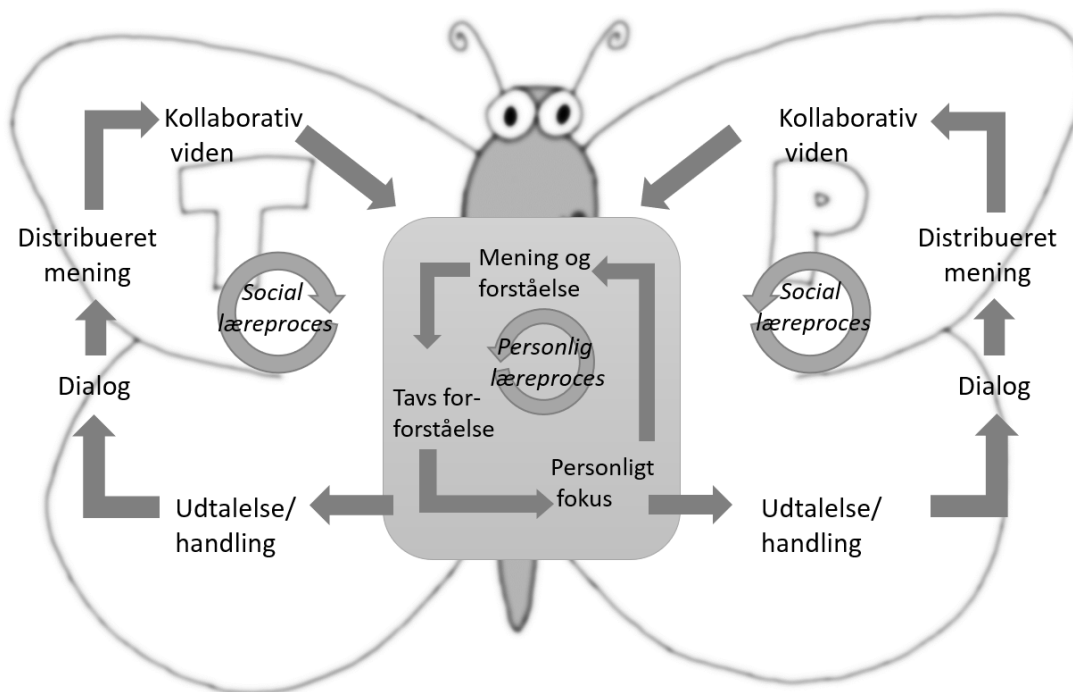 Kollaborativ
viden
T
Distribueret
mening
Social
læreproces
Dialog
Udtalelse/
handling
Mening og
forståelse
Personlig
læreproces
Tavs for-
forståelse
Personligt
fokus
Kollaborativ
viden
P
Distribueret
mening
Social
læreproces
Dialog
Udtalelse/
handling